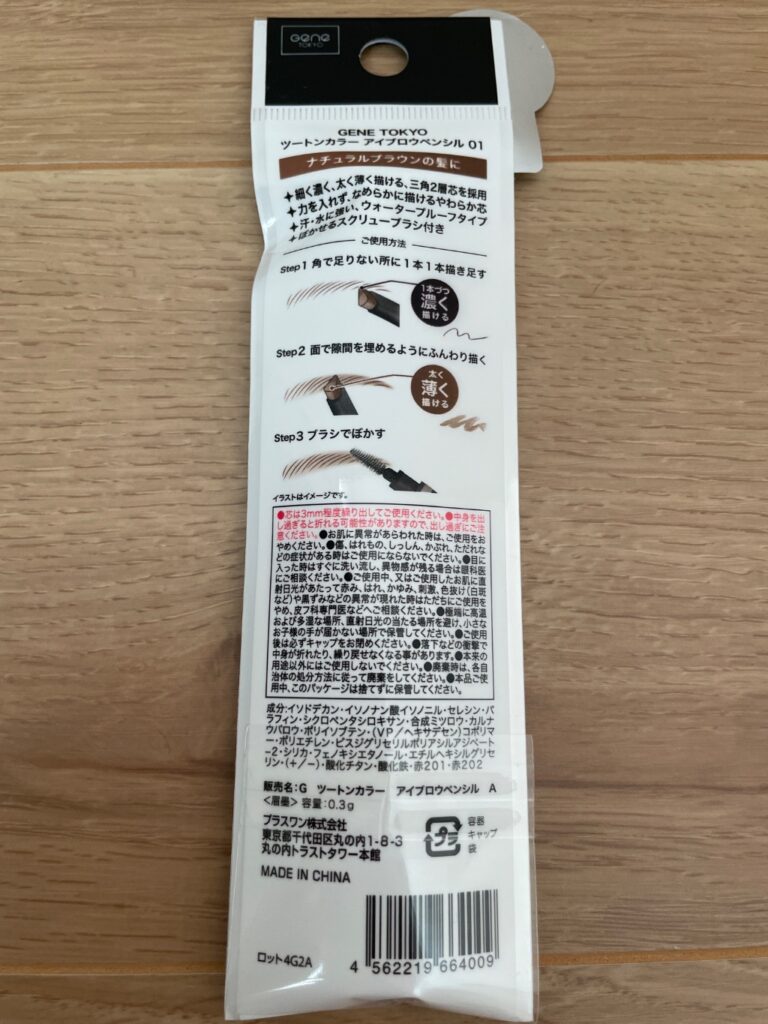 Gene
TOKYO
GENE TOKYO
ツートンカラー アイブロウペンシル 01
ナチュラルブラウンの髪に
✦細く濃く、太く薄く描ける、三角2層芯を採用
✦力を入れず、なめらかに描けるやわらか芯
✦汗・水に強い、ウォータープルーフタイプ
✦ぼかせるスクリューブラシ付き
ご使用方法
Step1 角で足りない所に1本1本描き足す
1本づつ
濃く
描ける
Step2 面で隙間を埋めるようにふんわり描く
太く
薄く
描ける
Step3 ブラシでぼかす
イラストはイメージです。
●芯は3mm程度繰り出してご使用ください。●中身を出
し過ぎると折れる可能性がありますので、出し過ぎにご注
意ください。●お肌に異常があらわれた時は、ご使用をお
やめください。●傷、はれもの、しっしん、かぶれ、ただれな
どの症状がある時はご使用にならないでください。●目に
入った時はすぐに洗い流し、異物感が残る場合は眼科医
にご相談ください。●ご使用中、又はご使用したお肌に直
射日光があたって赤み、はれ、かゆみ、刺激、色抜け(白斑
など)や黒ずみなどの異常が現れた時はただちにご使用を
やめ、皮フ科専門医などへご相談ください。●極端に高温
および多湿な場所、直射日光の当たる場所を避け、小さな
お子様の手が届かない場所で保管してください。●ご使用
後は必ずキャップをお閉めください。●落下などの衝撃で
中身が折れたり、繰り戻せなくなる事があります。●本来の
用途以外にはご使用しないでください。●廃棄時は、各自
治体の処分方法に従って廃棄をしてください。●本品ご使
用中、このパッケージは捨てずに保管してください。
成分:イソドデカン・イソノナン酸イソノニル・セレシン・パ
ラフィン・シクロペンタシロキサン・合成ミツロウ・カルナ
ウバロウ・ポリイソブテン・(VP/ヘキサデセン)コポリマ
ー・ポリエチレン・ビスジグリセリルポリアシルアジペート
-2・シリカ・フェノキシエタノール・エチルヘキシルグリセ
リン・(+/-)・酸化チタン・酸化鉄・赤201・赤202
販売名:G ツートンカラー アイブロウペンシル A
<眉墨> 容量:0.3g
プラスワン株式会社
東京都千代田区丸の内1-8-3
丸の内トラストタワー本館
プラ
容器
キャップ
袋
MADE IN CHINA
ロット4G2A
4 562219 664009